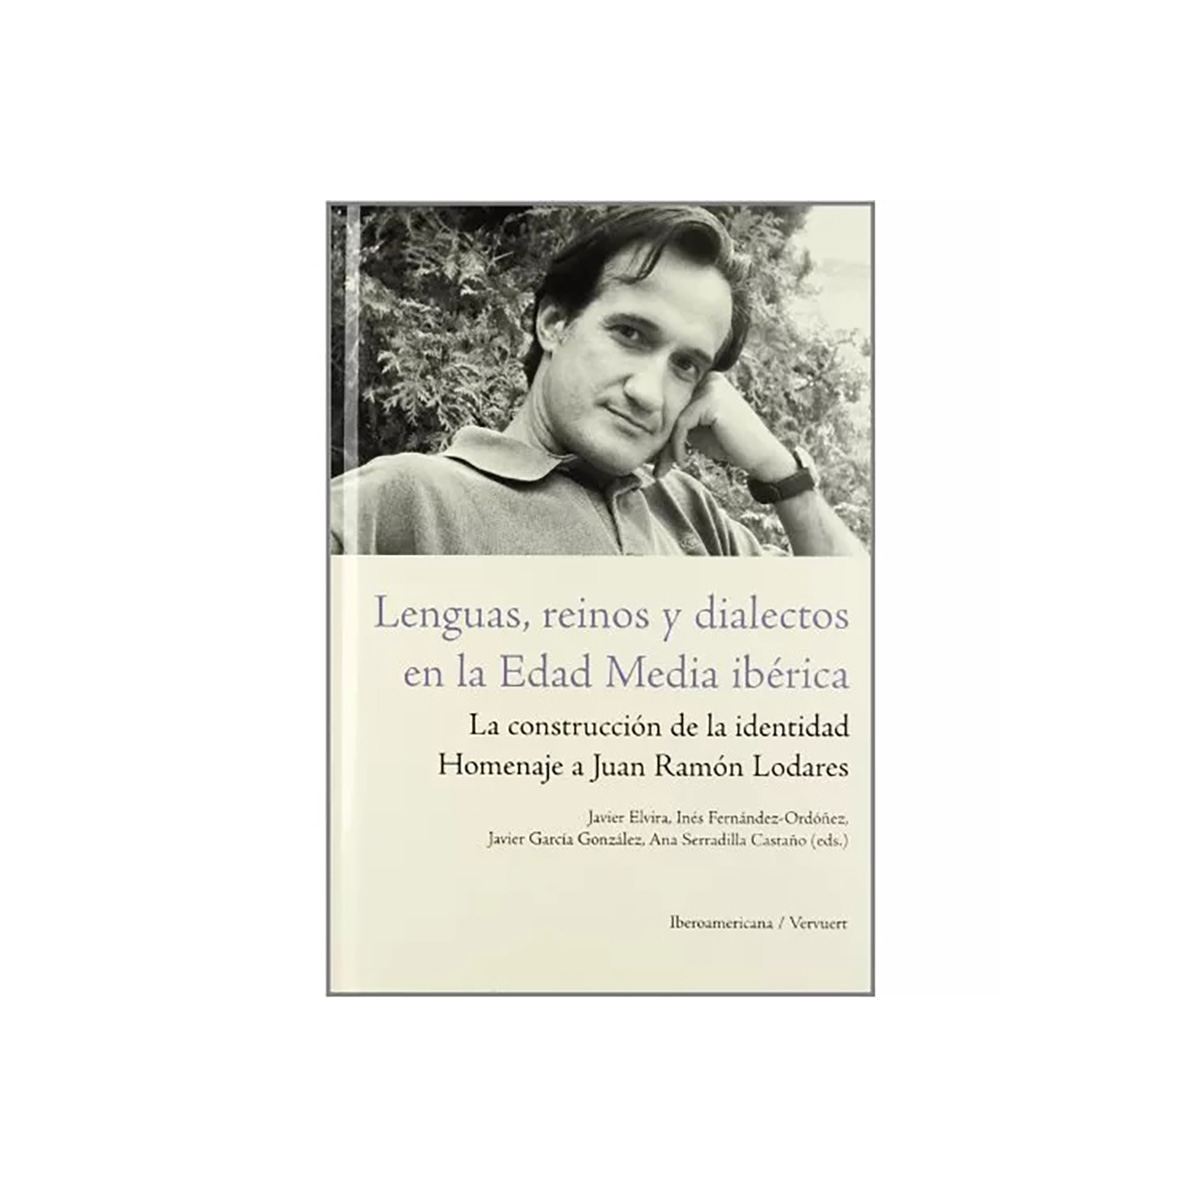 Lenguas, reinos y dialectos
en la Edad Media ibérica
La construcción de la identidad
Homenaje a Juan Ramón Lodares
Javier Elvira, Inés Fernández-Ordóñez,
Javier García González, Ana Serradilla Castaño (eds.)
Iberoamericana / Vervuert